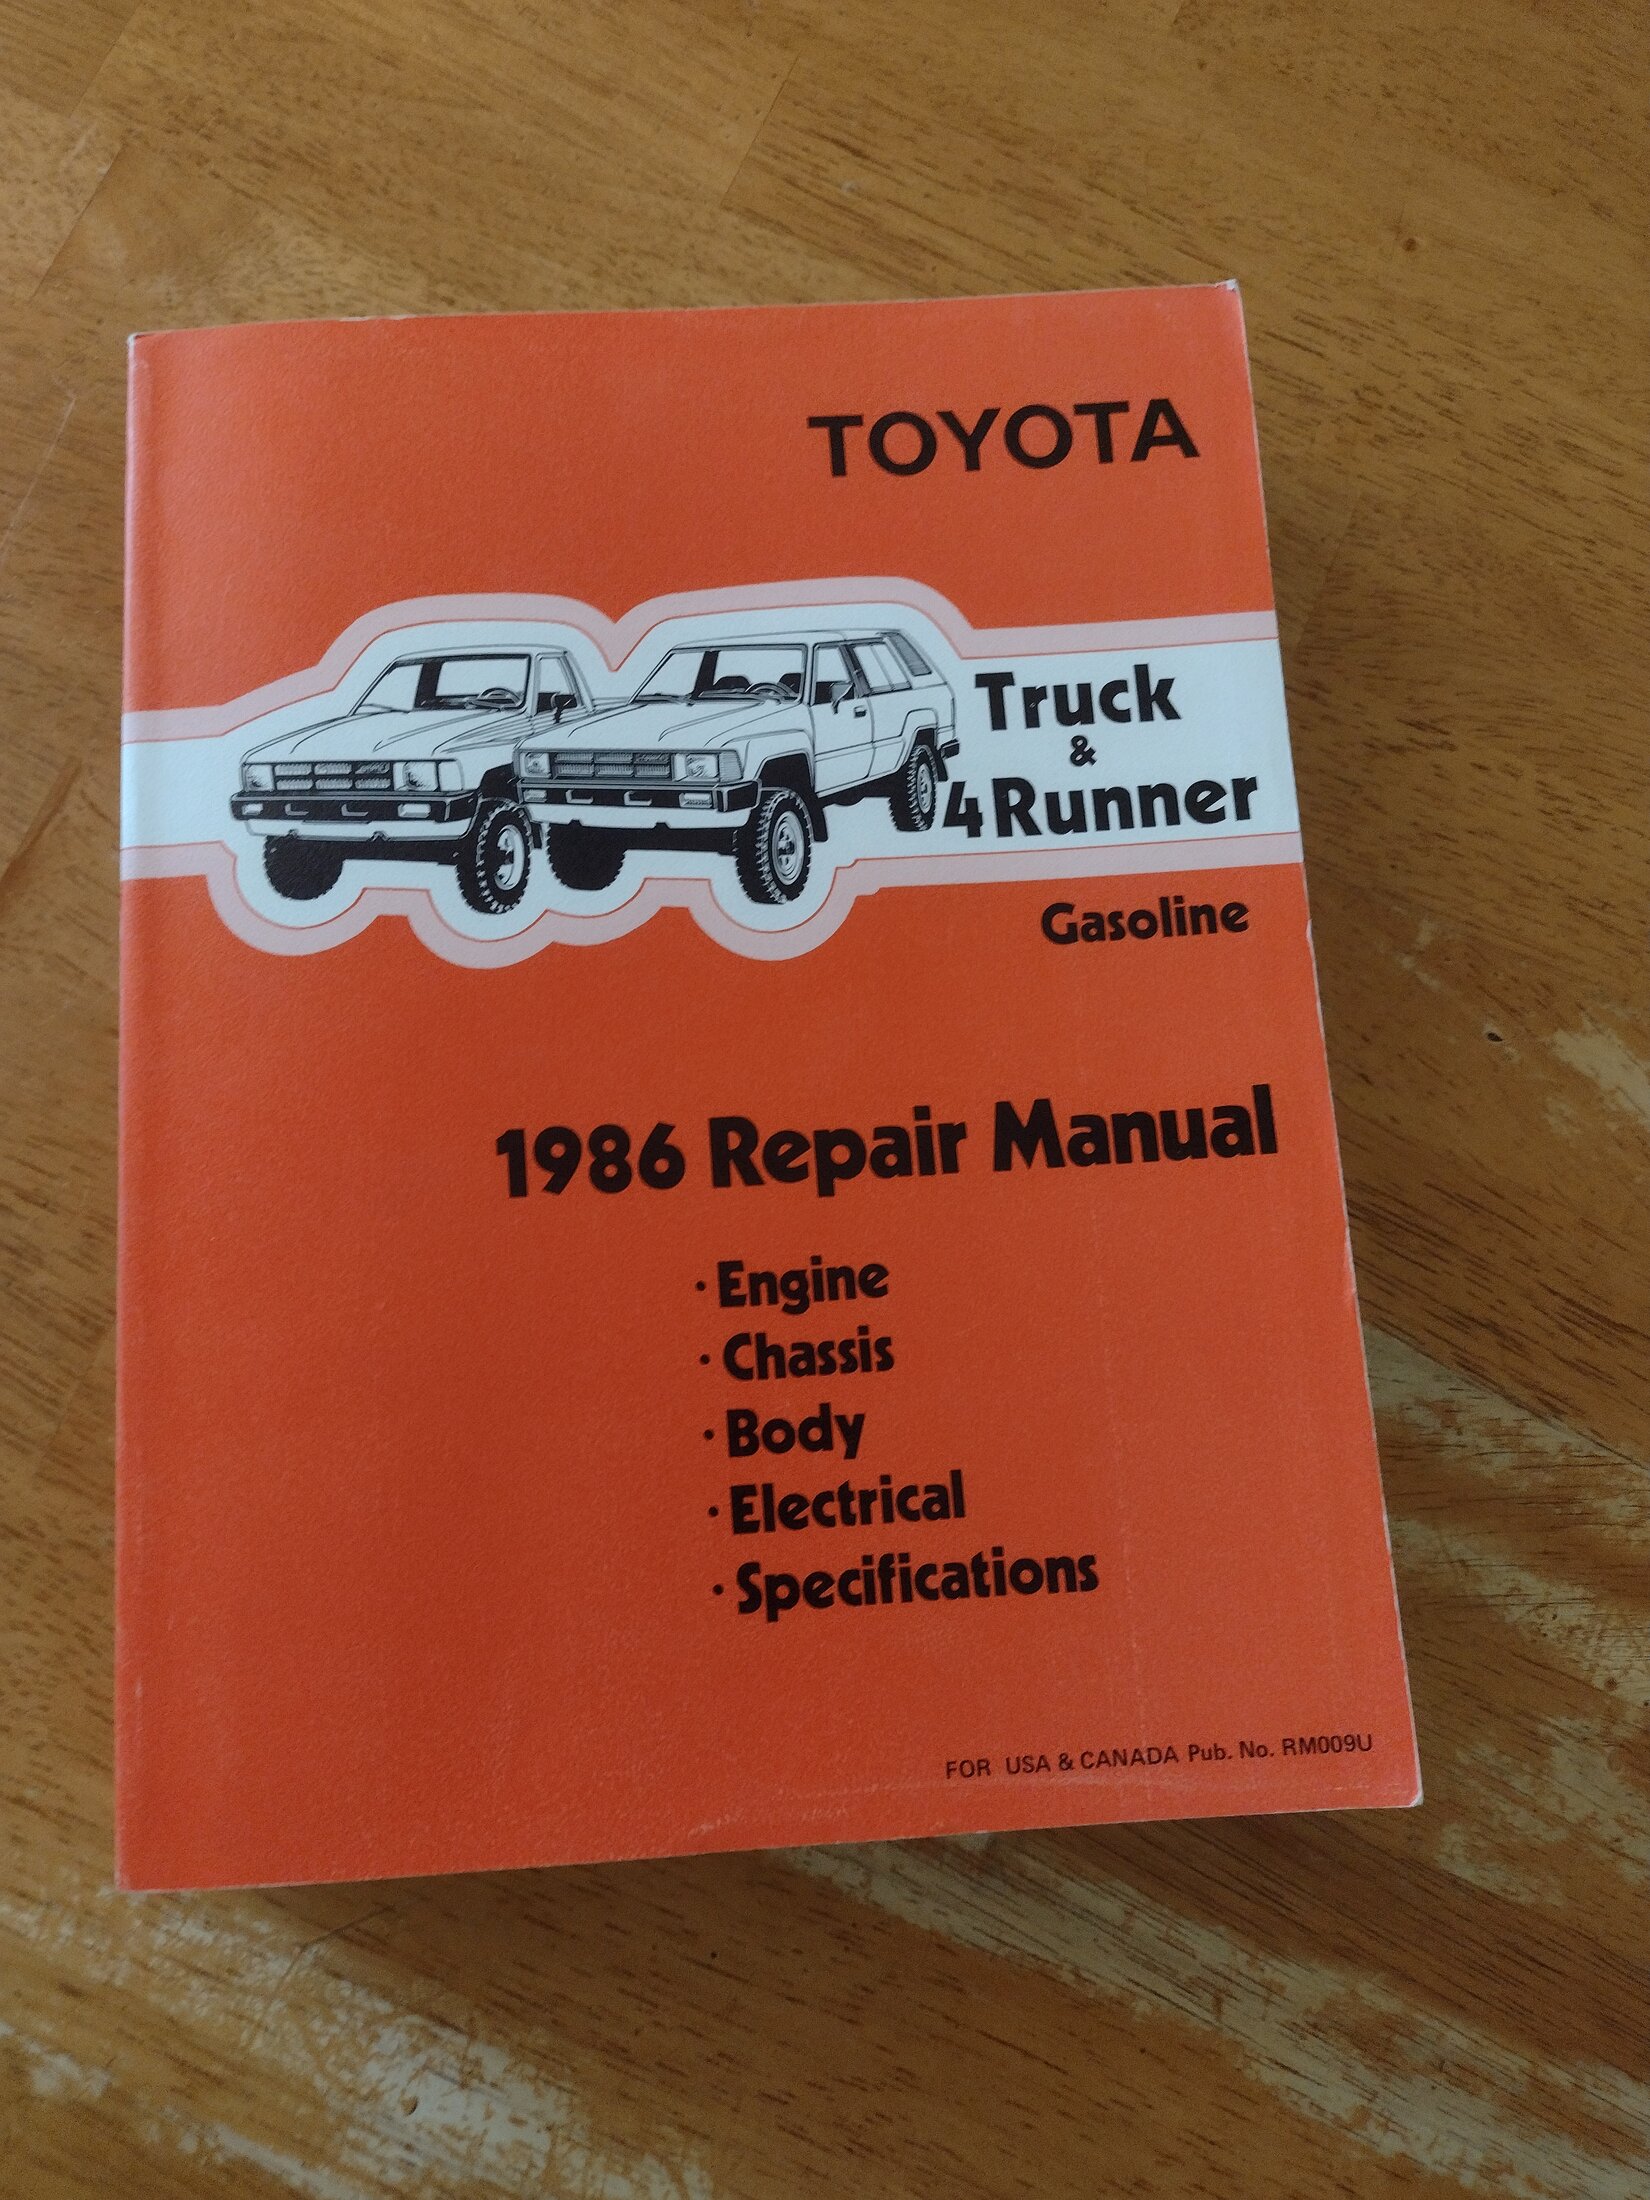 TOYOTA
Truck
&
4Runner
Gasoline
1986 Repair Manual
· Engine
· Chassis
· Body
· Electrical
· Specifications
FOR USA & CANADA Pub. No. RM009U